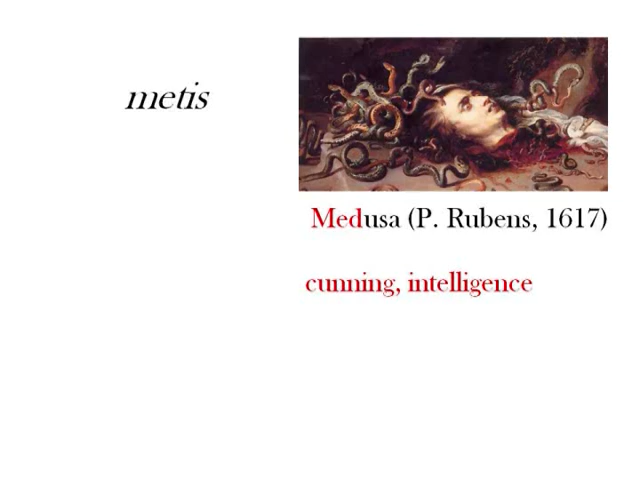 metis
Medusa (P. Rubens, 1617)
cunning, intelligence